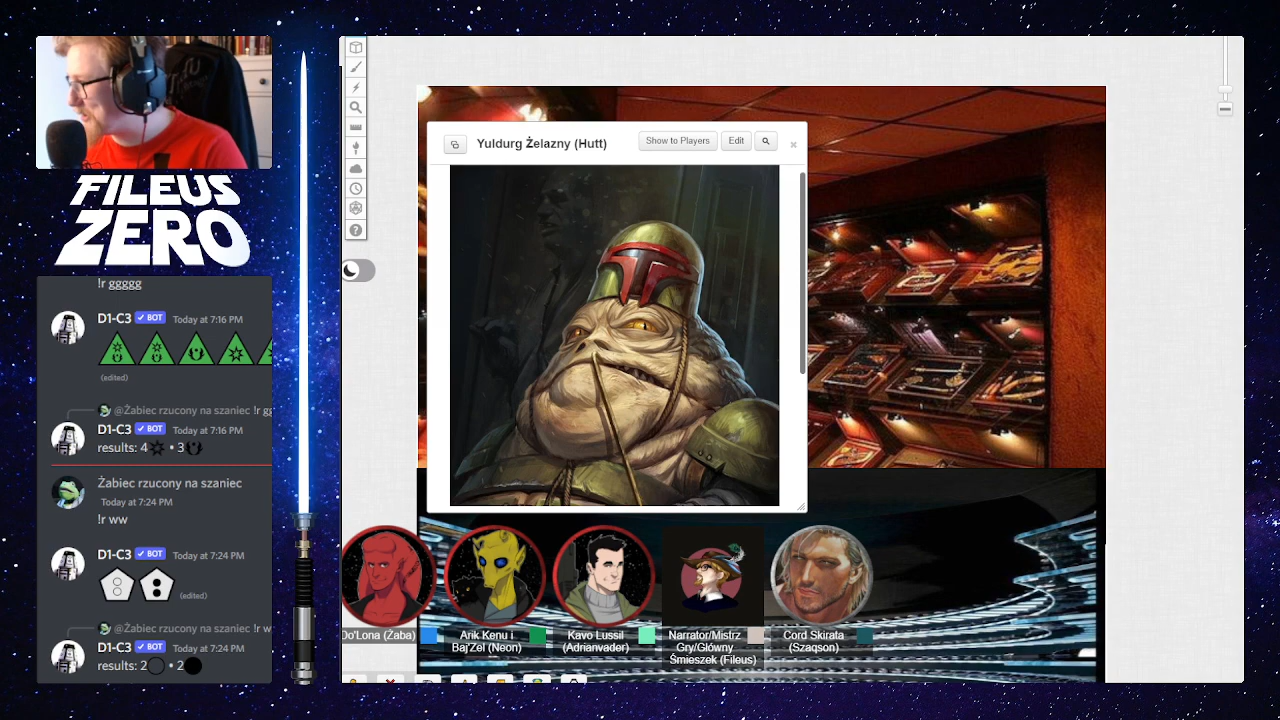 FILEUS
ZERO
!r ggggg
D1-C3 ✓ BOT Today at 7:16 PM
(edited)
@Żabiec rzucony na szaniec !r gg
D1-C3 ✓ BOT Today at 7:16 PM
results: 4 • 3
Żabiec rzucony na szaniec
Today at 7:24 PM
!r ww
D1-C3 ✓ BOT Today at 7:24 PM
(edited)
@Żabiec rzucony na szaniec !r w
D1-C3 ✓ BOT Today at 7:24 PM
results: 2 • 2
Yuldurg Żelazny (Hutt)
Show to Players
Edit
Do'Lona (Żaba)
Arik Kenu i
Baj'Zel (Neon)
Kavo Lussil
(Adrianvader)
Narrator/Mistrz
Gry/Główny
Śmieszek (Fileus)
Cord Skirata
(Szaqson)